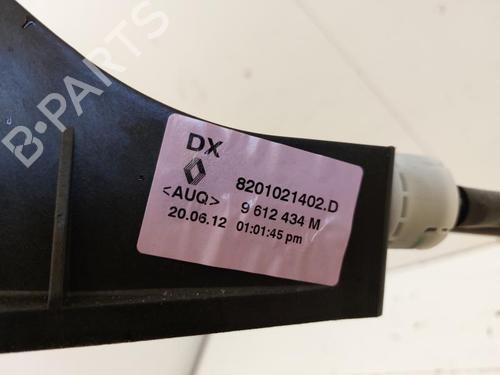 B-PARTS
DX
8201021402.D
<AUQ> 9 612 434 M
20.06.12 01:01:45 pm